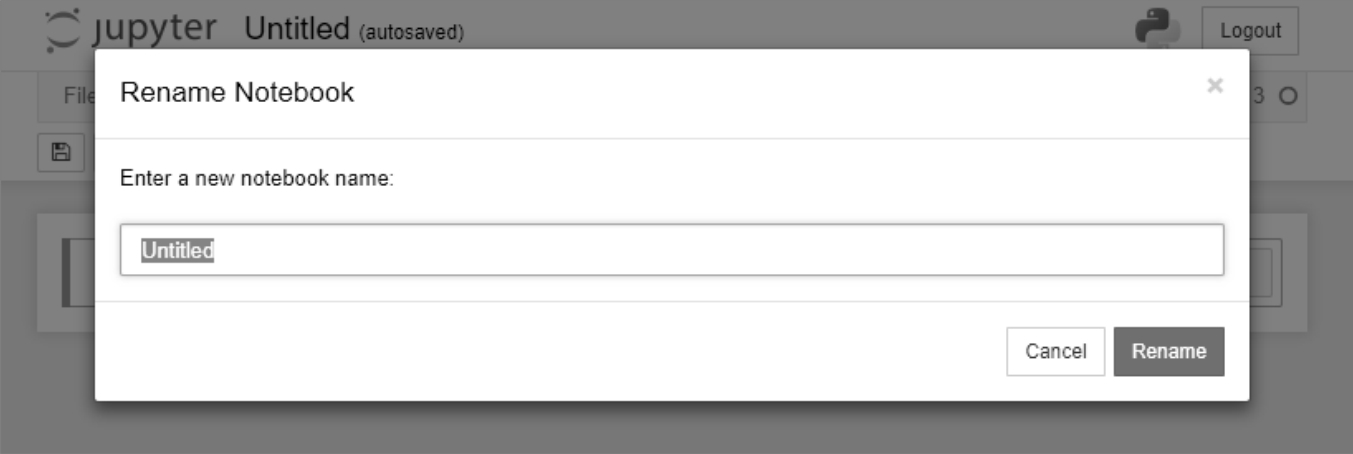 jupyter Untitled (autosaved)
Logout
File
3
Rename Notebook
×
Enter a new notebook name:
Untitled
Cancel
Rename